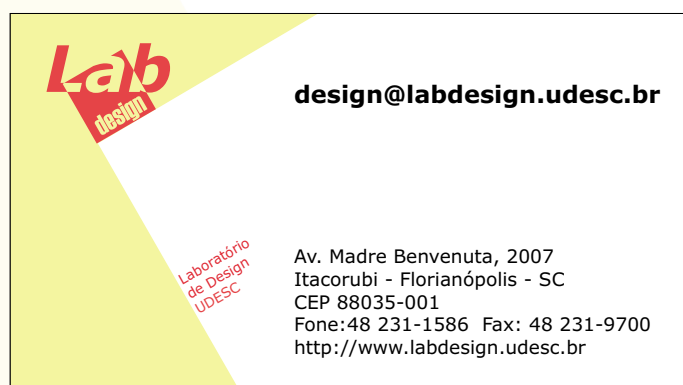 Lab
design
design@labdesign.udesc.br
Laboratório
de Design
UDESC
Av. Madre Benvenuta, 2007
Itacorubi - Florianópolis - SC
CEP 88035-001
Fone:48 231-1586  Fax: 48 231-9700
http://www.labdesign.udesc.br